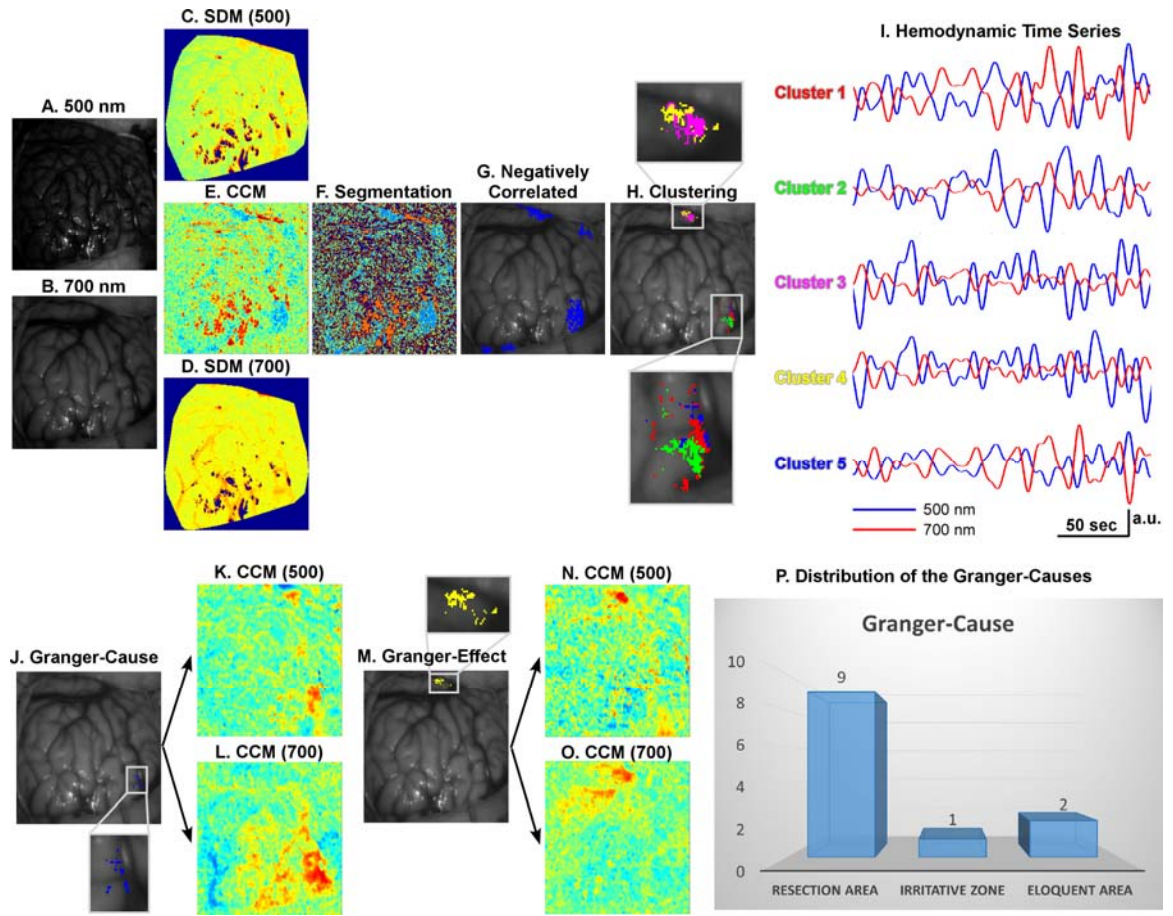 C. SDM (500)
I. Hemodynamic Time Series
A. 500 nm
Cluster 1
E. CCM
F. Segmentation
G. Negatively
Correlated
H. Clustering
Cluster 2
B. 700 nm
Cluster 3
D. SDM (700)
Cluster 4
Cluster 5
500 nm
700 nm
50 sec
a.u.
K. CCM (500)
N. CCM (500)
P. Distribution of the Granger-Causes
Granger-Cause
J. Granger-Cause
M. Granger-Effect
10
9
8
6
L. CCM (700)
O. CCM (700)
4
2
2
1
0
RESECTION AREA
IRRITATIVE ZONE
ELOQUENT AREA